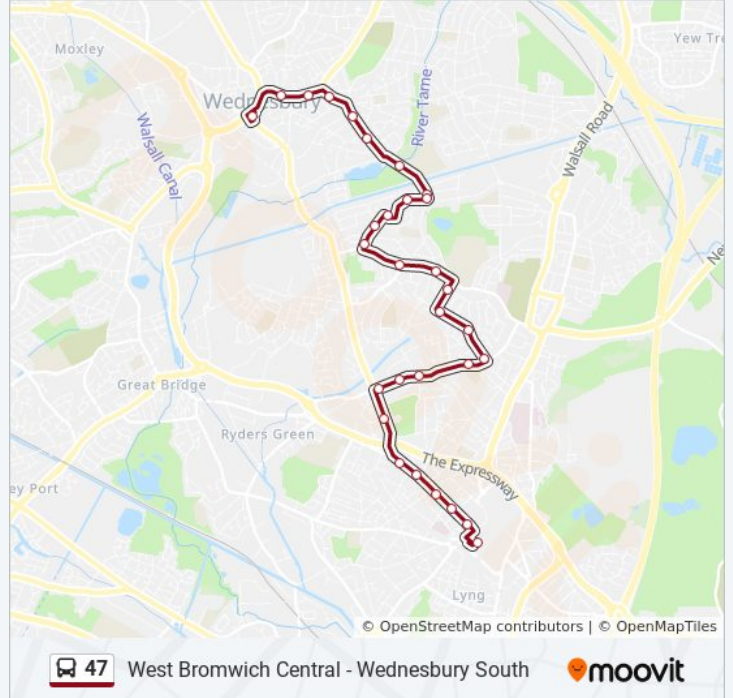 Moxley
Yew Tre
Wednesbury
River Tame
Walsall Road
Walsall Canal
Ne
Great Bridge
Ryders Green
The Expressway
ey Port
Lyng
© OpenStreetMap contributors | © OpenMapTiles
47 West Bromwich Central - Wednesbury South moovit